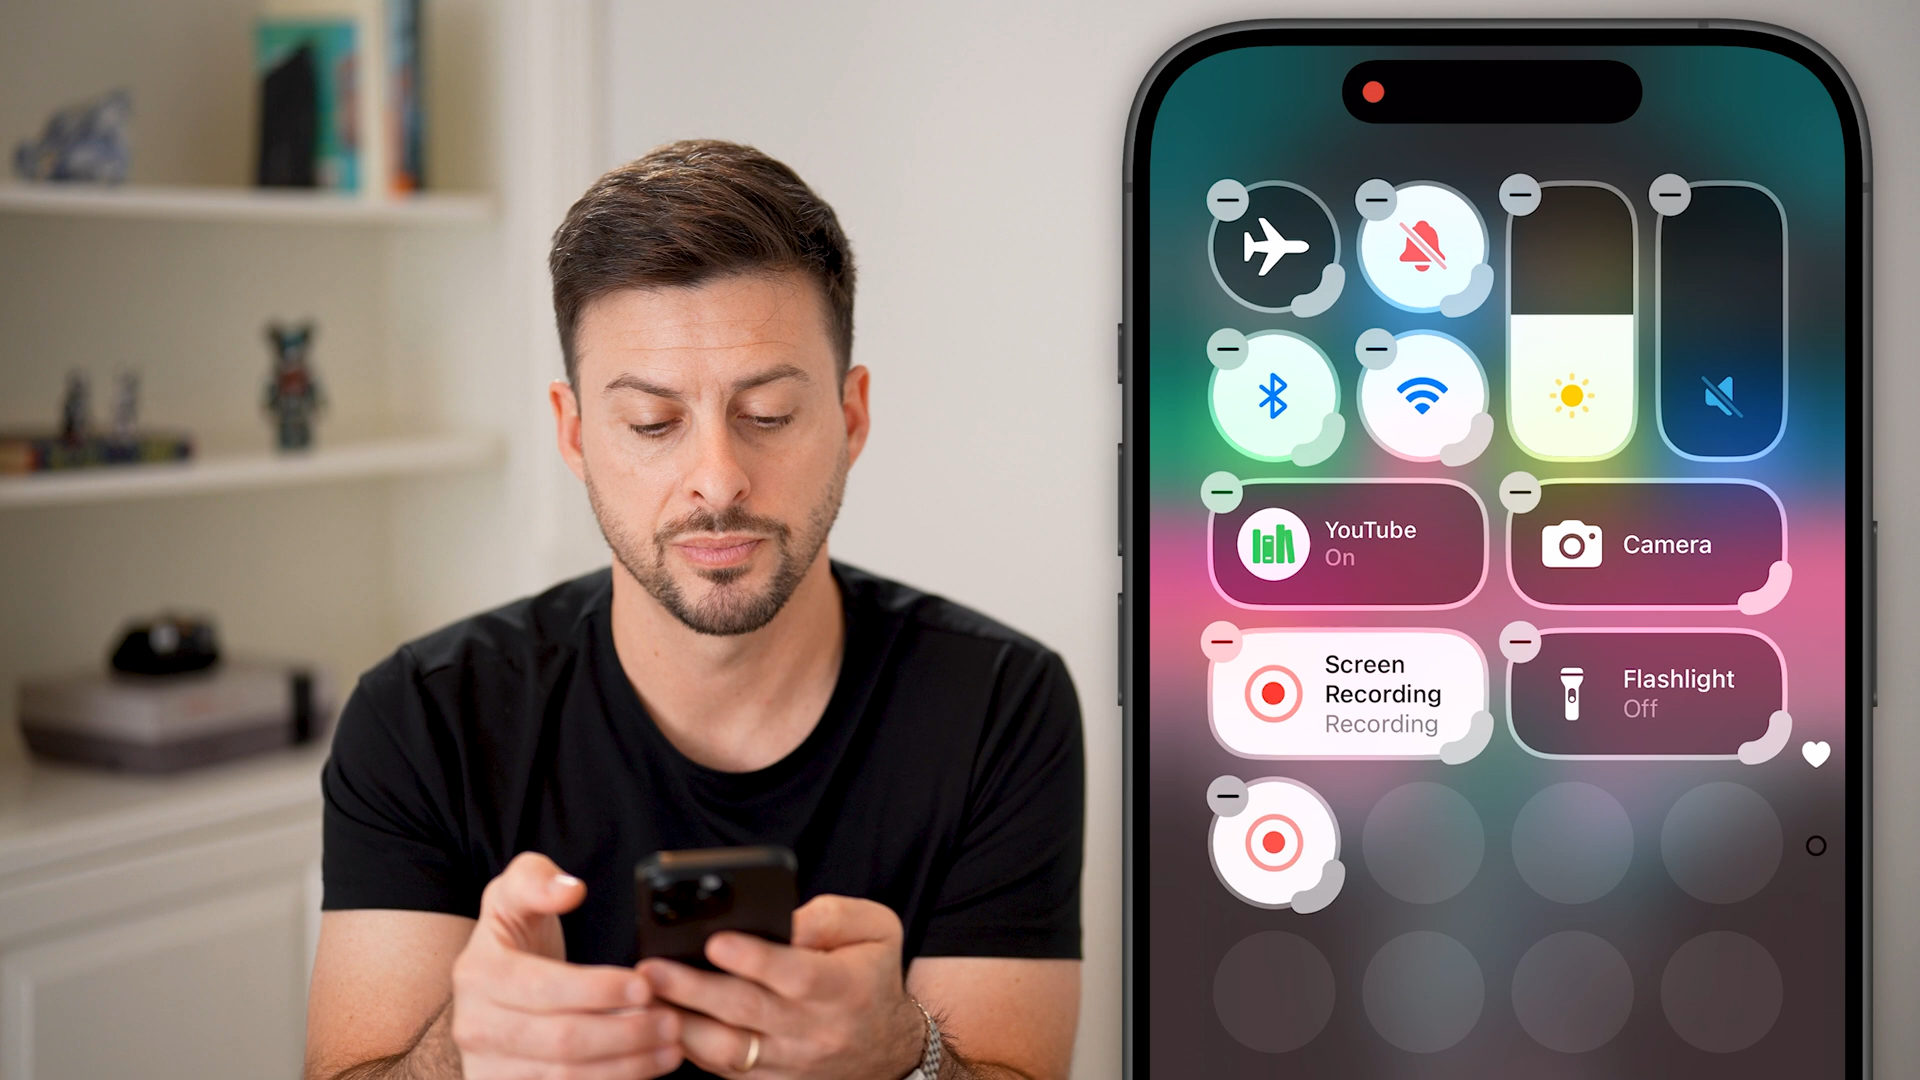 YouTube
On
Camera
Screen
Recording
Recording
Flashlight
Off